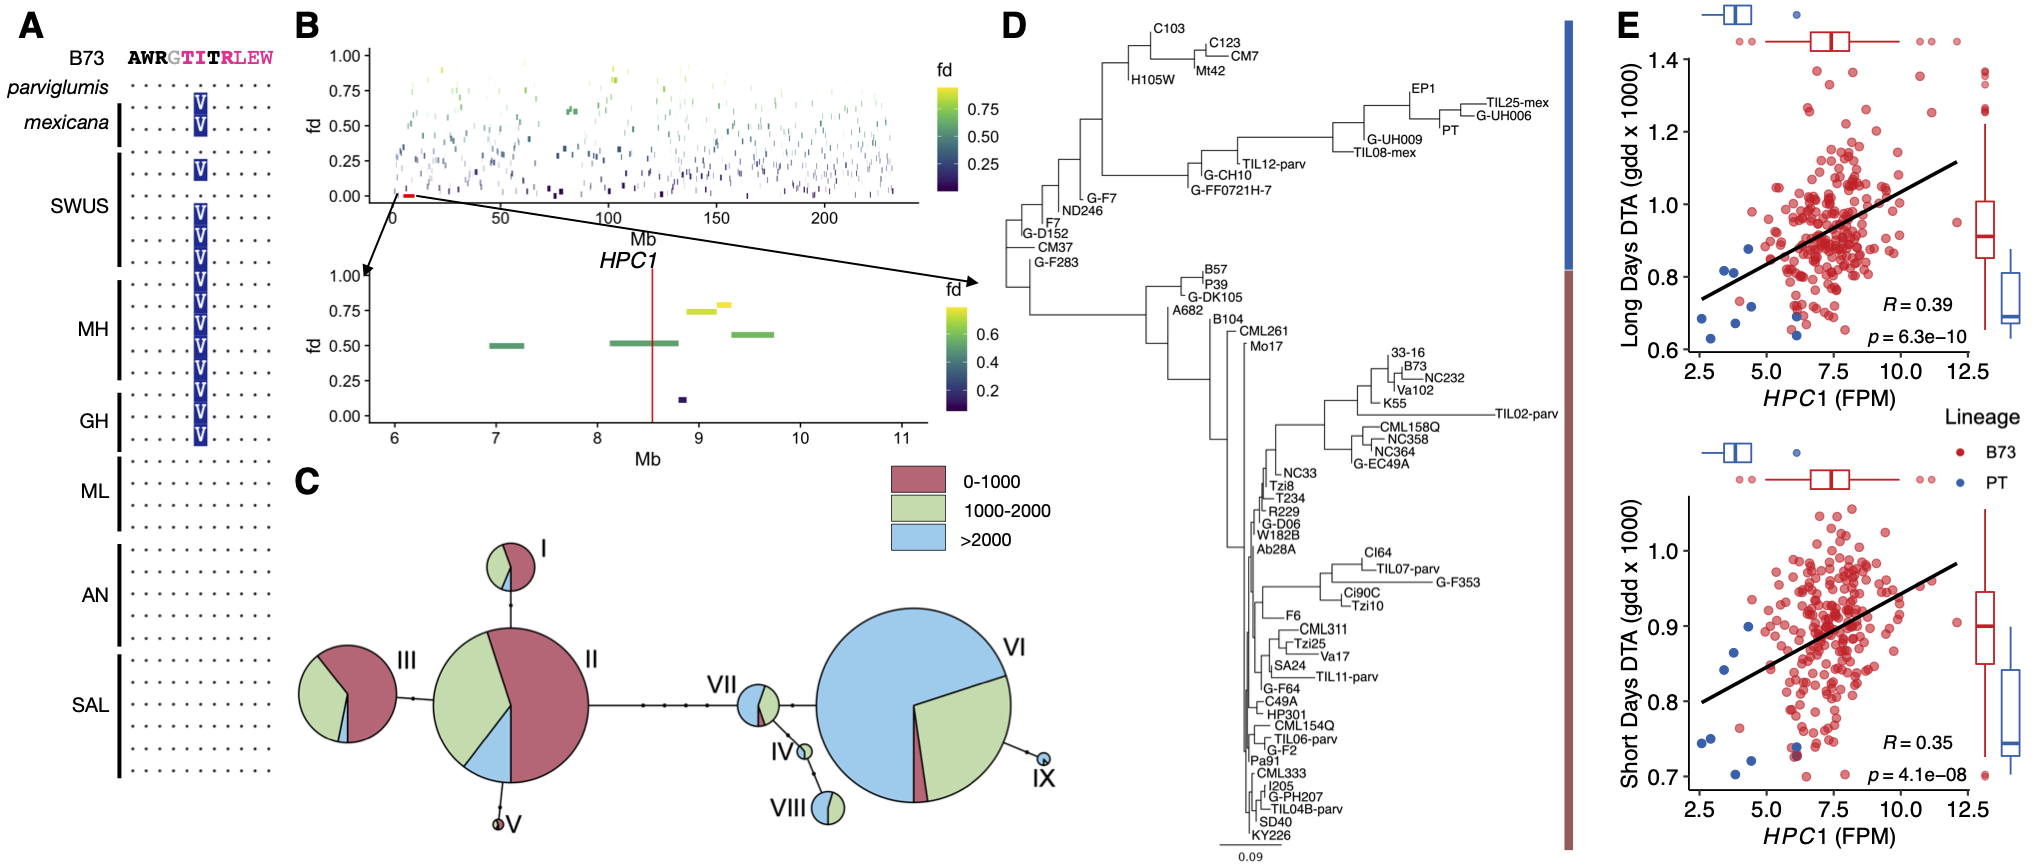 A
B73 AWRGTITRLEW
parviglumis
V
mexicana
V
V
SWUS
V
V
V
V
MH
V
V
V
V
V
V
GH
V
V
ML
AN
SAL
B
fd
1.00
0.75
0.50
0.25
0.00
0 50 100 150 200
Mb
fd
0.75
0.50
0.25
HPC1
fd
1.00
0.75
0.50
0.25
0.00
6 7 8 9 10 11
Mb
fd
0.6
0.4
0.2
C
0-1000
1000-2000
>2000
I
II
III
V
VII
IV
VIII
VI
IX
D
C103
C123
CM7
Mt42
H105W
EP1
TIL25-mex
G-UH006
PT
G-UH009
TIL08-mex
TIL12-parv
G-CH10
G-FF0721H-7
G-F7
ND246
F7
G-D152
CM37
G-F283
B57
P39
G-DK105
A682
B104
CML261
Mo17
33-16
B73
NC232
Va102
K55
TIL02-parv
CML158Q
NC358
NC364
G-EC49A
NC33
Tzi8
T234
R229
G-D06
W182B
Ab28A
CI64
TIL07-parv
G-F353
Ci90C
Tzi10
F6
CML311
Tzi25
Va17
SA24
TIL11-parv
G-F64
C49A
HP301
CML154Q
TIL06-parv
G-F2
Pa91
CML333
I205
G-PH207
TIL04B-parv
SD40
KY226
0.09
E
Long Days DTA (gdd x 1000)
1.4
1.2
1.0
0.8
0.6
R = 0.39
p = 6.3e−10
2.5 5.0 7.5 10.0 12.5
HPC1 (FPM)
Lineage
B73
PT
Short Days DTA (gdd x 1000)
1.0
0.9
0.8
0.7
R = 0.35
p = 4.1e−08
2.5 5.0 7.5 10.0 12.5
HPC1 (FPM)